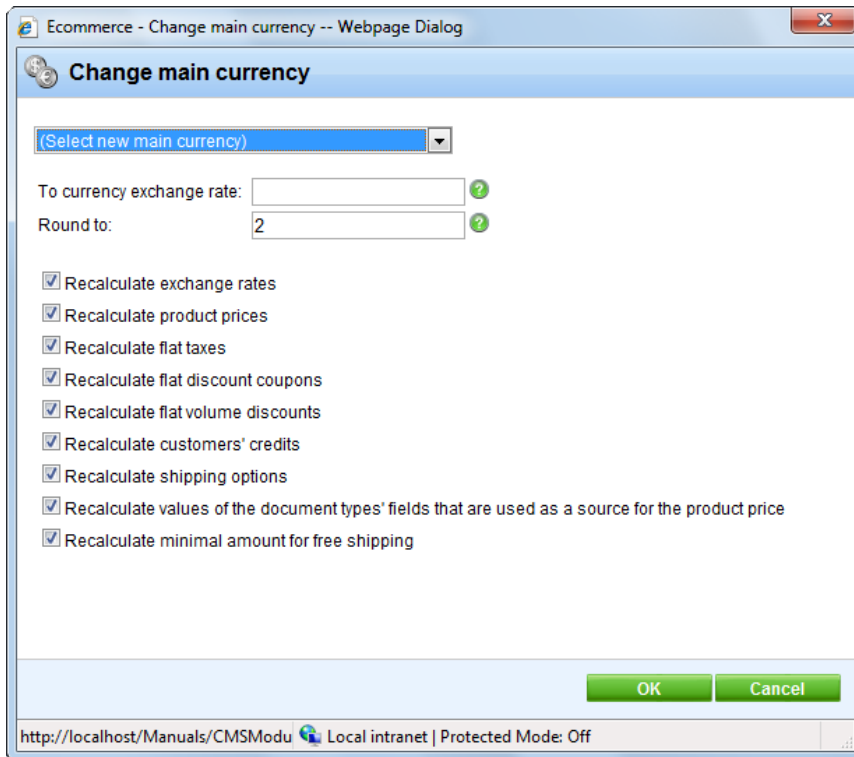 Ecommerce - Change main currency -- Webpage Dialog
Change main currency
(Select new main currency)
To currency exchange rate:
Round to: 2
Recalculate exchange rates
Recalculate product prices
Recalculate flat taxes
Recalculate flat discount coupons
Recalculate flat volume discounts
Recalculate customers' credits
Recalculate shipping options
Recalculate values of the document types' fields that are used as a source for the product price
Recalculate minimal amount for free shipping
OK Cancel
http://localhost/Manuals/CMSModu Local intranet | Protected Mode: Off